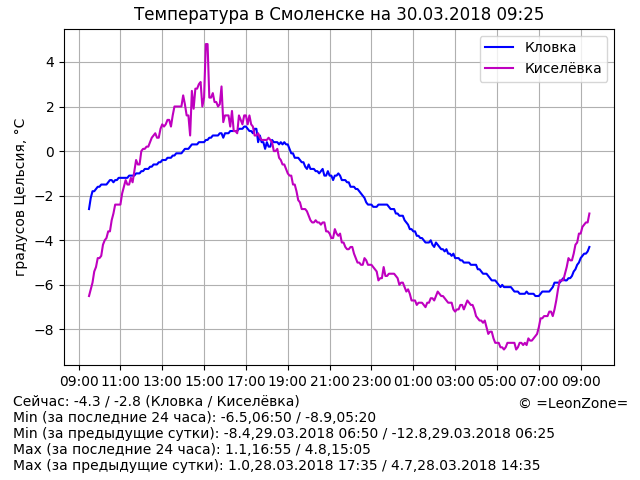 Температура в Смоленске на 30.03.2018 09:25
Кловка
Киселёвка
градусов Цельсия, °C
4
2
0
−2
−4
−6
−8
09:00 11:00 13:00 15:00 17:00 19:00 21:00 23:00 01:00 03:00 05:00 07:00 09:00
Сейчас: -4.3 / -2.8 (Кловка / Киселёвка)
© =LeonZone=
Min (за последние 24 часа): -6.5,06:50 / -8.9,05:20
Min (за предыдущие сутки): -8.4,29.03.2018 06:50 / -12.8,29.03.2018 06:25
Max (за последние 24 часа): 1.1,16:55 / 4.8,15:05
Max (за предыдущие сутки): 1.0,28.03.2018 17:35 / 4.7,28.03.2018 14:35